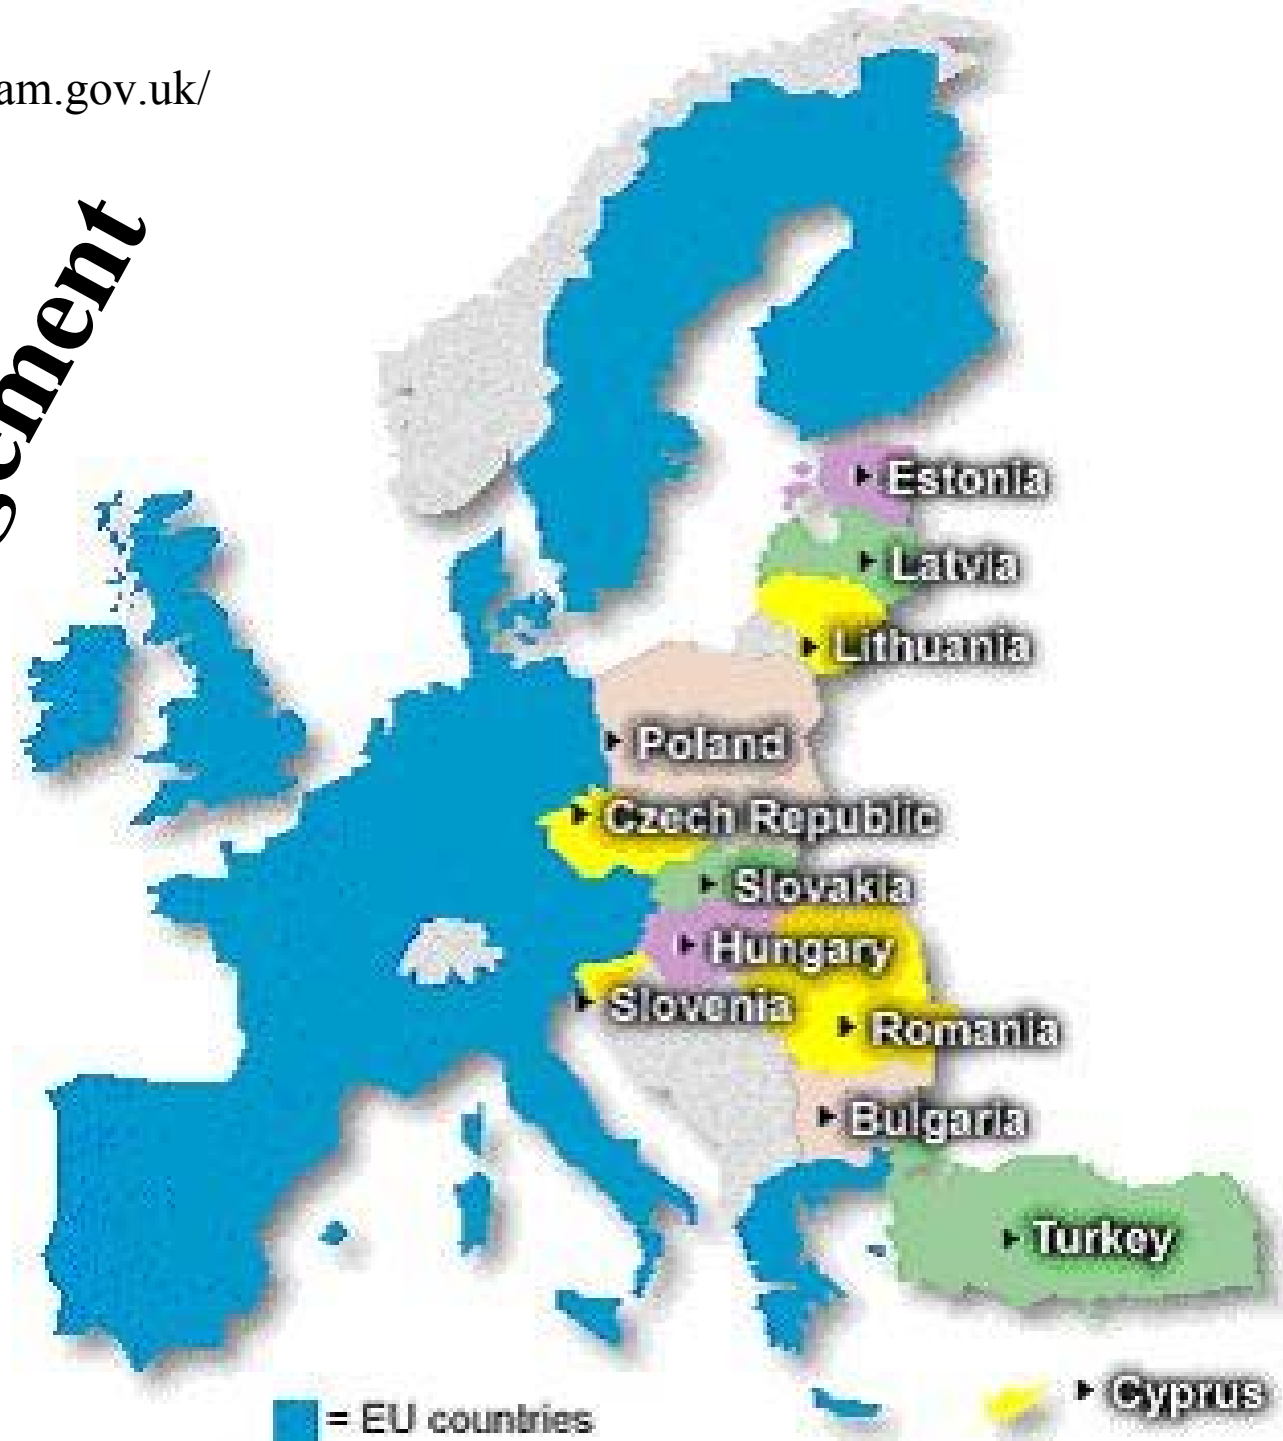 am.gov.uk/
gement
Estonia
Latvia
Lithuania
Poland
Czech Republic
Slovakia
Hungary
Slovenia
Romania
Bulgaria
Turkey
Cyprus
= EU countries